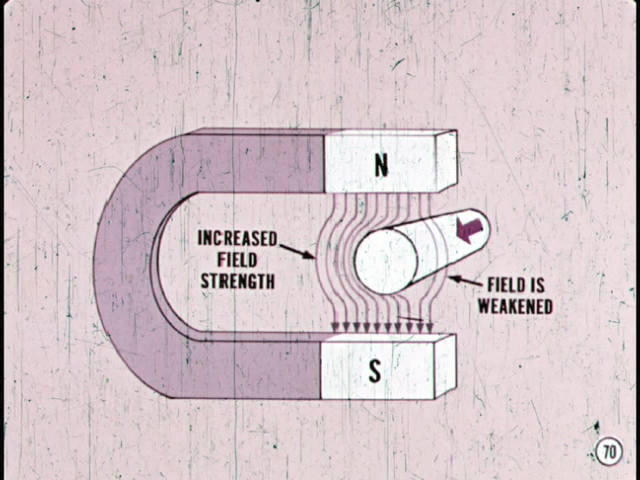 N
INCREASED
FIELD
STRENGTH
FIELD IS
WEAKENED
S
70